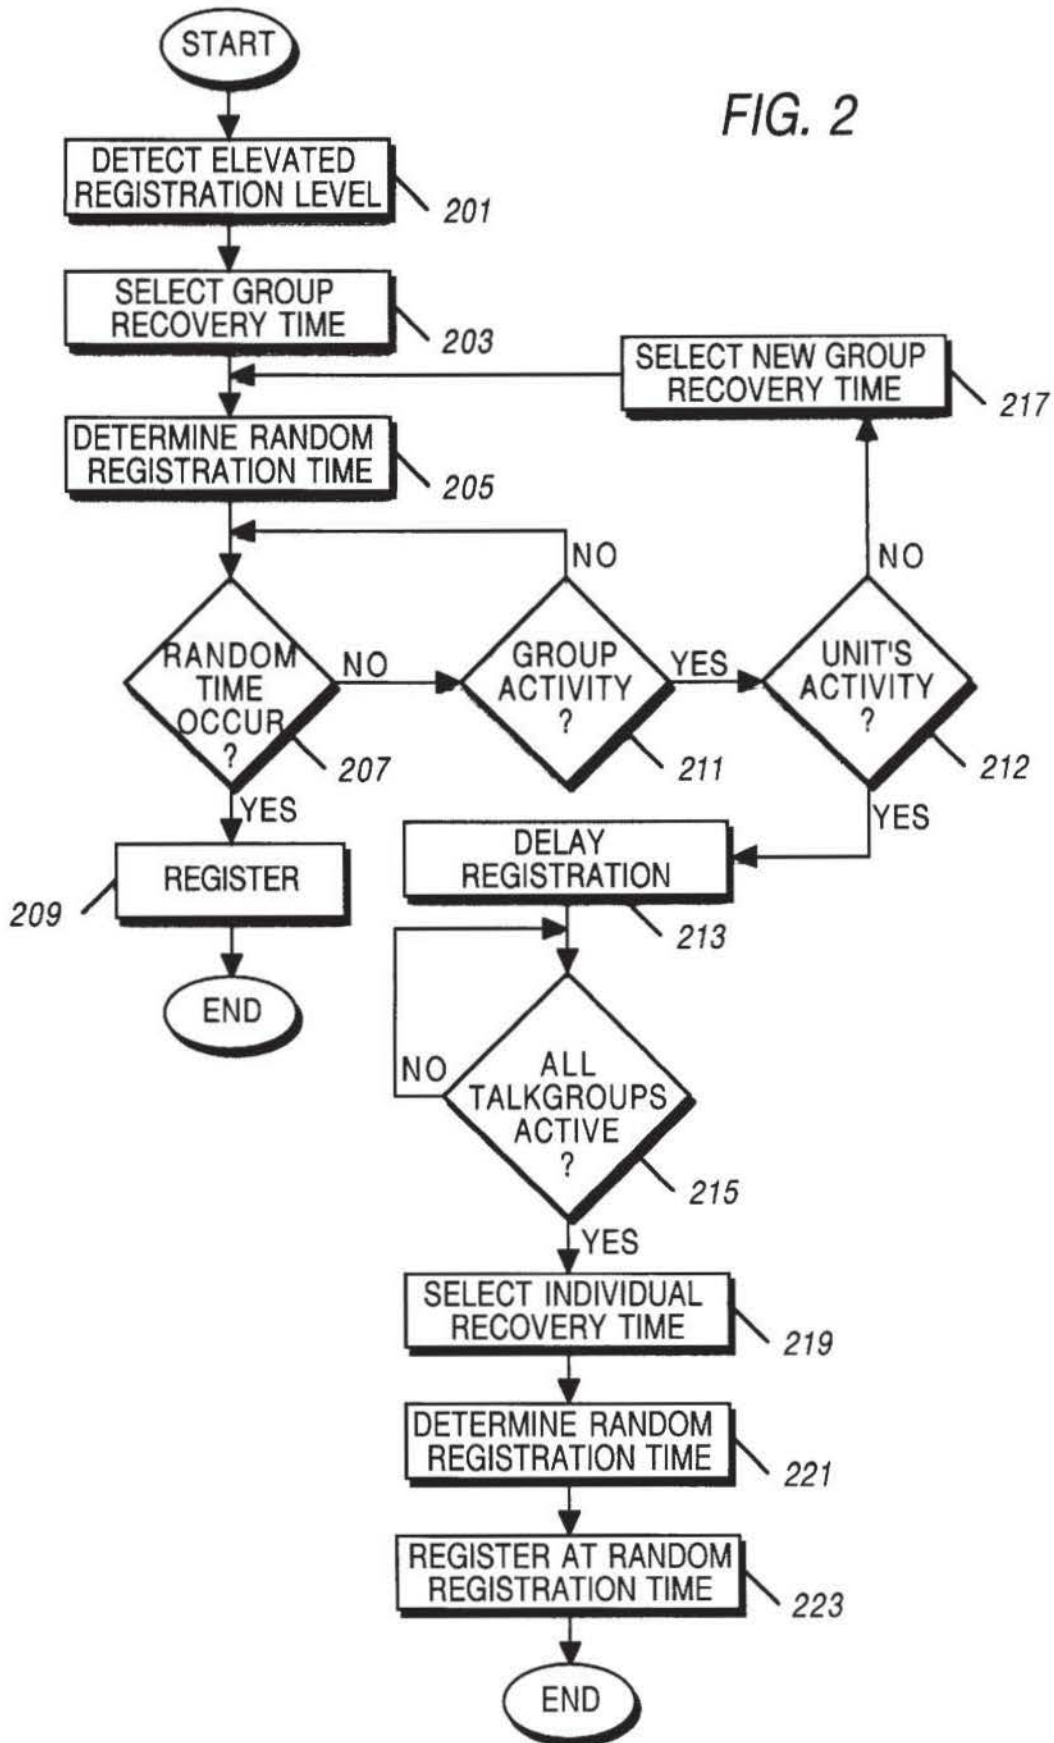 START
FIG. 2
DETECT ELEVATED
REGISTRATION LEVEL
201
SELECT GROUP
RECOVERY TIME
203
SELECT NEW GROUP
RECOVERY TIME
217
DETERMINE RANDOM
REGISTRATION TIME
205
RANDOM
TIME
OCCUR
?
207
NO
GROUP
ACTIVITY
?
211
NO
YES
UNIT'S
ACTIVITY
?
212
NO
YES
YES
REGISTER
209
END
DELAY
REGISTRATION
213
ALL
TALKGROUPS
ACTIVE
?
215
NO
YES
SELECT INDIVIDUAL
RECOVERY TIME
219
DETERMINE RANDOM
REGISTRATION TIME
221
REGISTER AT RANDOM
REGISTRATION TIME
223
END